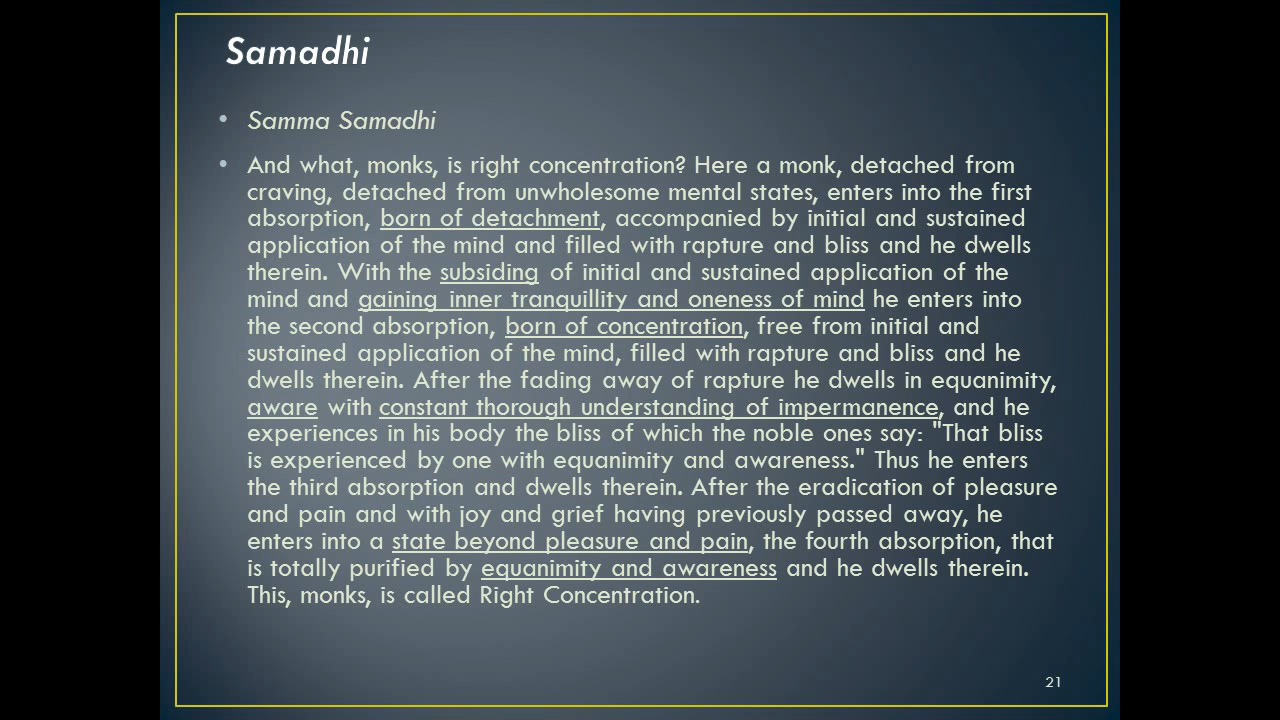 Samadhi
• Samma Samadhi
• And what, monks, is right concentration? Here a monk, detached from
craving, detached from unwholesome mental states, enters into the first
absorption, born of detachment, accompanied by initial and sustained
application of the mind and filled with rapture and bliss and he dwells
therein. With the subsiding of initial and sustained application of the
mind and gaining inner tranquillity and oneness of mind he enters into
the second absorption, born of concentration, free from initial and
sustained application of the mind, filled with rapture and bliss and he
dwells therein. After the fading away of rapture he dwells in equanimity,
aware with constant thorough understanding of impermanence, and he
experiences in his body the bliss of which the noble ones say: "That bliss
is experienced by one with equanimity and awareness." Thus he enters
the third absorption and dwells therein. After the eradication of pleasure
and pain and with joy and grief having previously passed away, he
enters into a state beyond pleasure and pain, the fourth absorption, that
is totally purified by equanimity and awareness and he dwells therein.
This, monks, is called Right Concentration.
21